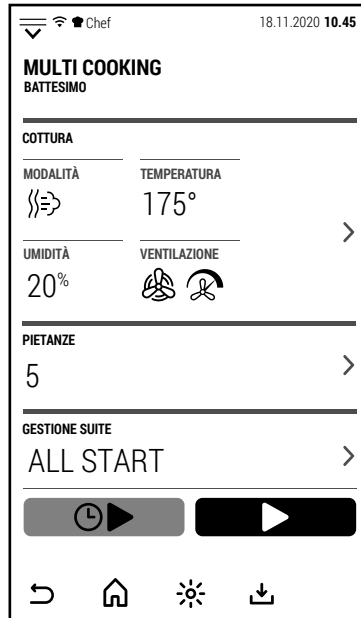 Chef 18.11.2020 10.45
MULTI COOKING
BATTESIMO
COTTURA
MODALITÀ TEMPERATURA
175°
UMIDITÀ VENTILAZIONE
20%
PIETANZE
5
GESTIONE SUITE
ALL START